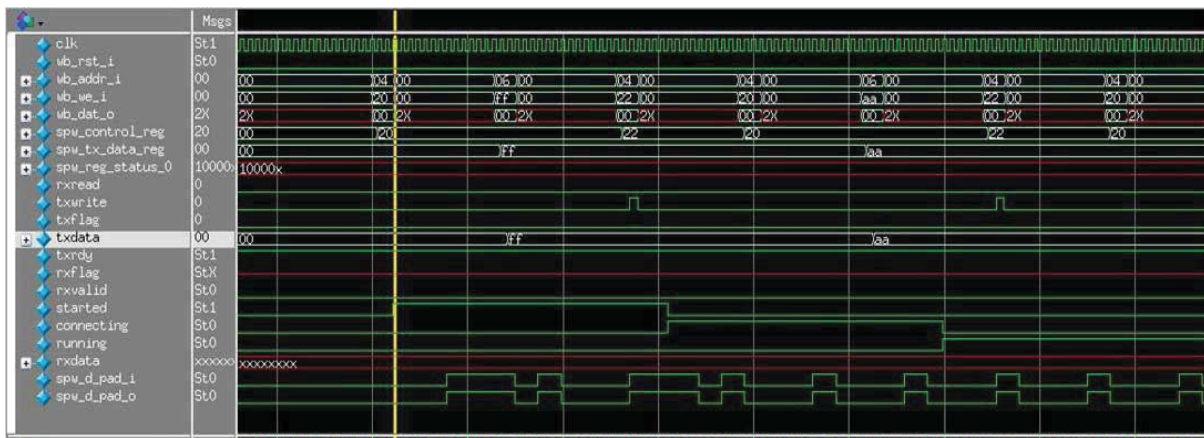 Msgs
clk St1
wb_rst_i St0
wb_addr_i 00 00 04 00 06 00 04 00 04 00 06 00 04 00 04 00
wb_we_i 00 00 20 00 ff 00 22 00 20 00 aa 00 22 00 20 00
wb_dat_o 2X 2X 00 2X 00 2X 00 2X 00 2X 00 2X 00 2X 00 2X
spw_control_reg 20 00 20 22 20 22 20
spw_tx_data_reg 00 00 ff aa
spw_reg_status_0 10000x 10000x
rxread 0
txwrite 0
txflag 0
txdata 00 00 ff aa
txrdy St1
rxflag StX
rxvalid St0
started St1
connecting St0
running St0
rxdata xxxxxx xxxxxxxx
spw_d_pad_i St0
spw_d_pad_o St0